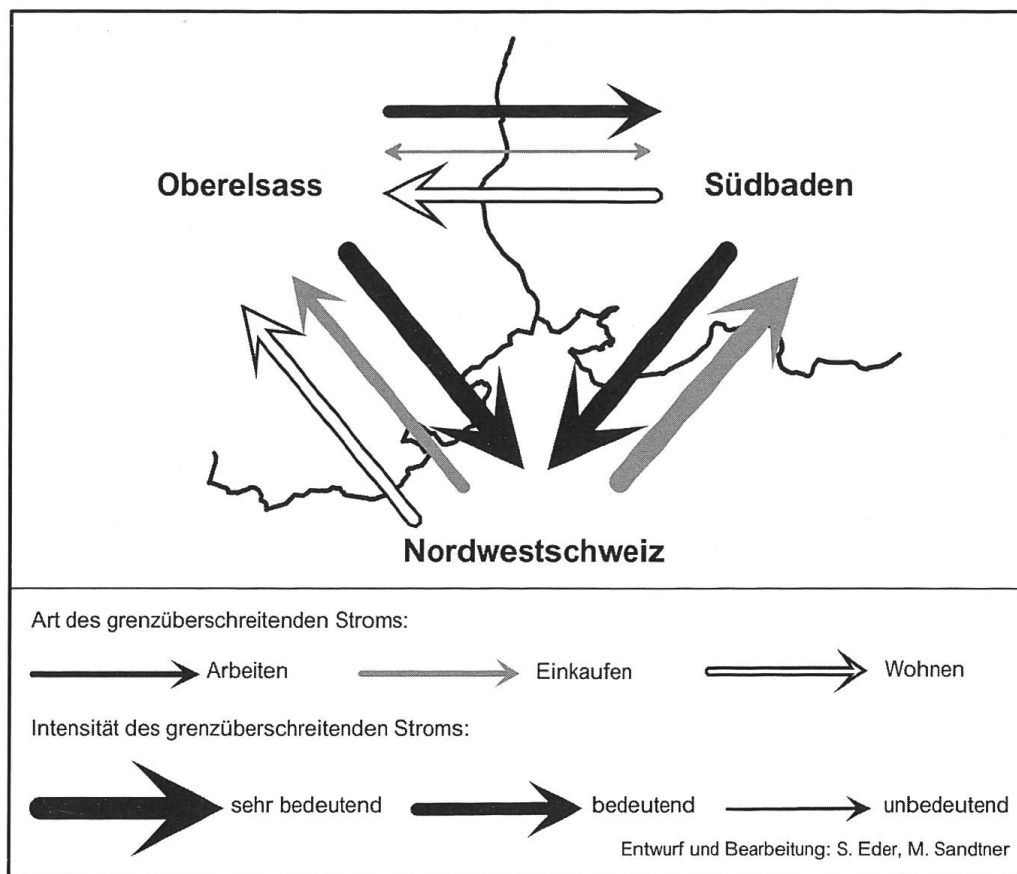 Oberelsass
Südbaden
Nordwestschweiz
Art des grenzüberschreitenden Stroms:
Arbeiten
Einkaufen
Wohnen
Intensität des grenzüberschreitenden Stroms:
sehr bedeutend
bedeutend
unbedeutend
Entwurf und Bearbeitung: S. Eder, M. Sandtner